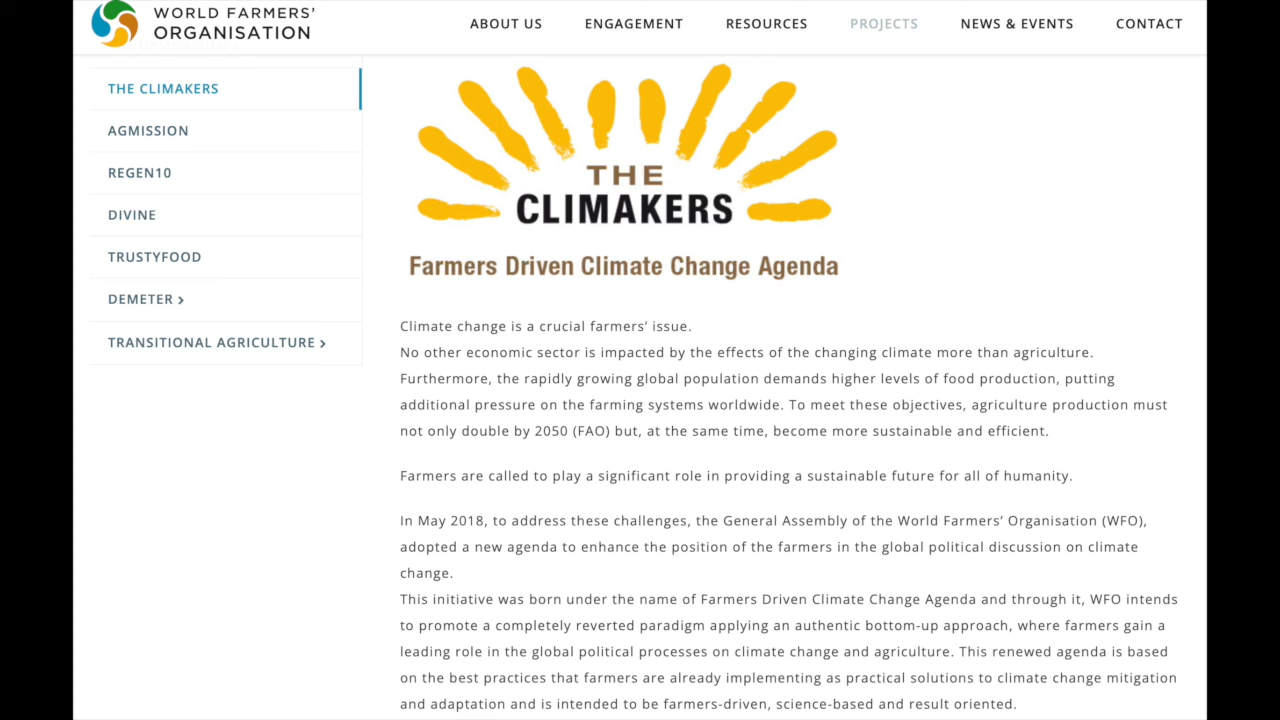 WORLD FARMERS’
ORGANISATION
ABOUT US
ENGAGEMENT
RESOURCES
PROJECTS
NEWS & EVENTS
CONTACT
THE CLIMAKERS
AGMISSION
REGEN10
DIVINE
TRUSTYFOOD
DEMETER
TRANSITIONAL AGRICULTURE
THE
CLIMAKERS
Farmers Driven Climate Change Agenda
Climate change is a crucial farmers’ issue.
No other economic sector is impacted by the effects of the changing climate more than agriculture.
Furthermore, the rapidly growing global population demands higher levels of food production, putting
additional pressure on the farming systems worldwide. To meet these objectives, agriculture production must
not only double by 2050 (FAO) but, at the same time, become more sustainable and efficient.
Farmers are called to play a significant role in providing a sustainable future for all of humanity.
In May 2018, to address these challenges, the General Assembly of the World Farmers’ Organisation (WFO),
adopted a new agenda to enhance the position of the farmers in the global political discussion on climate
change.
This initiative was born under the name of Farmers Driven Climate Change Agenda and through it, WFO intends
to promote a completely reverted paradigm applying an authentic bottom-up approach, where farmers gain a
leading role in the global political processes on climate change and agriculture. This renewed agenda is based
on the best practices that farmers are already implementing as practical solutions to climate change mitigation
and adaptation and is intended to be farmers-driven, science-based and result oriented.